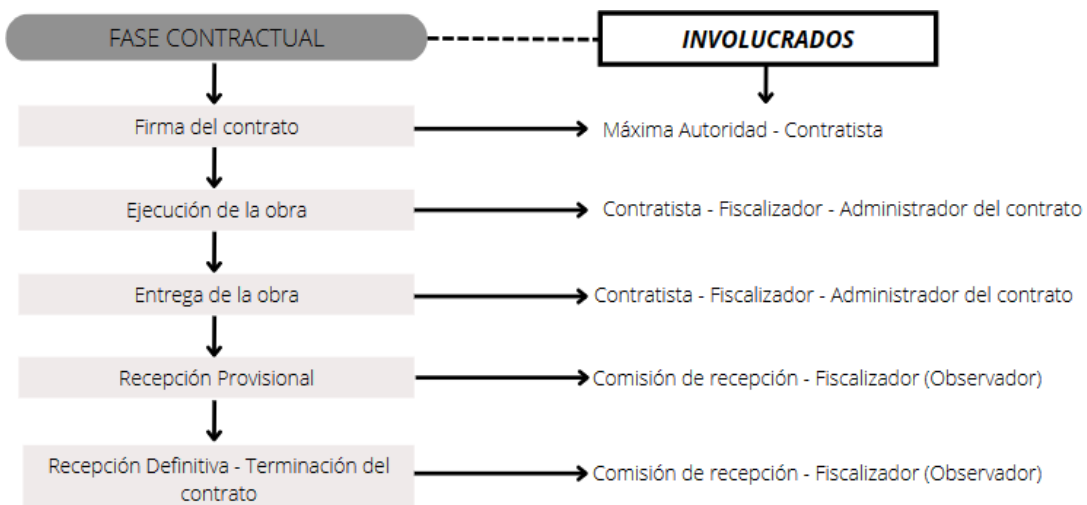 FASE CONTRACTUAL
INVOLUCRADOS
Firma del contrato
Máxima Autoridad - Contratista
Ejecución de la obra
Contratista - Fiscalizador - Administrador del contrato
Entrega de la obra
Contratista - Fiscalizador - Administrador del contrato
Recepción Provisional
Comisión de recepción - Fiscalizador (Observador)
Recepción Definitiva - Terminación del
contrato
Comisión de recepción - Fiscalizador (Observador)